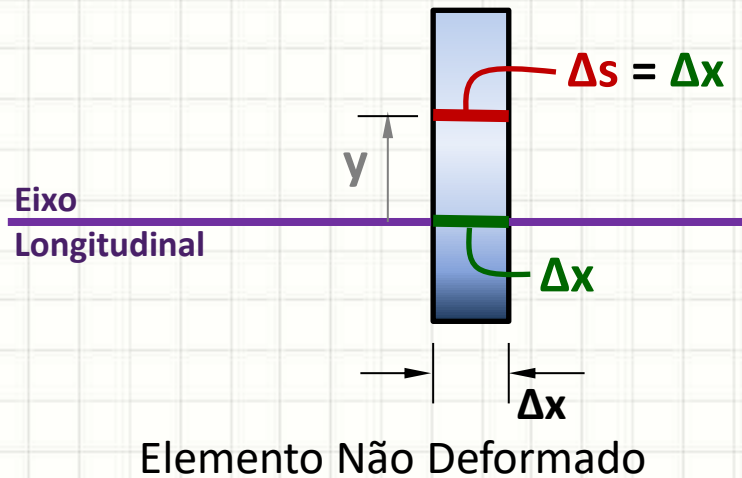 Δs = Δx
y
Eixo
Longitudinal
Δx
Δx
Elemento Não Deformado